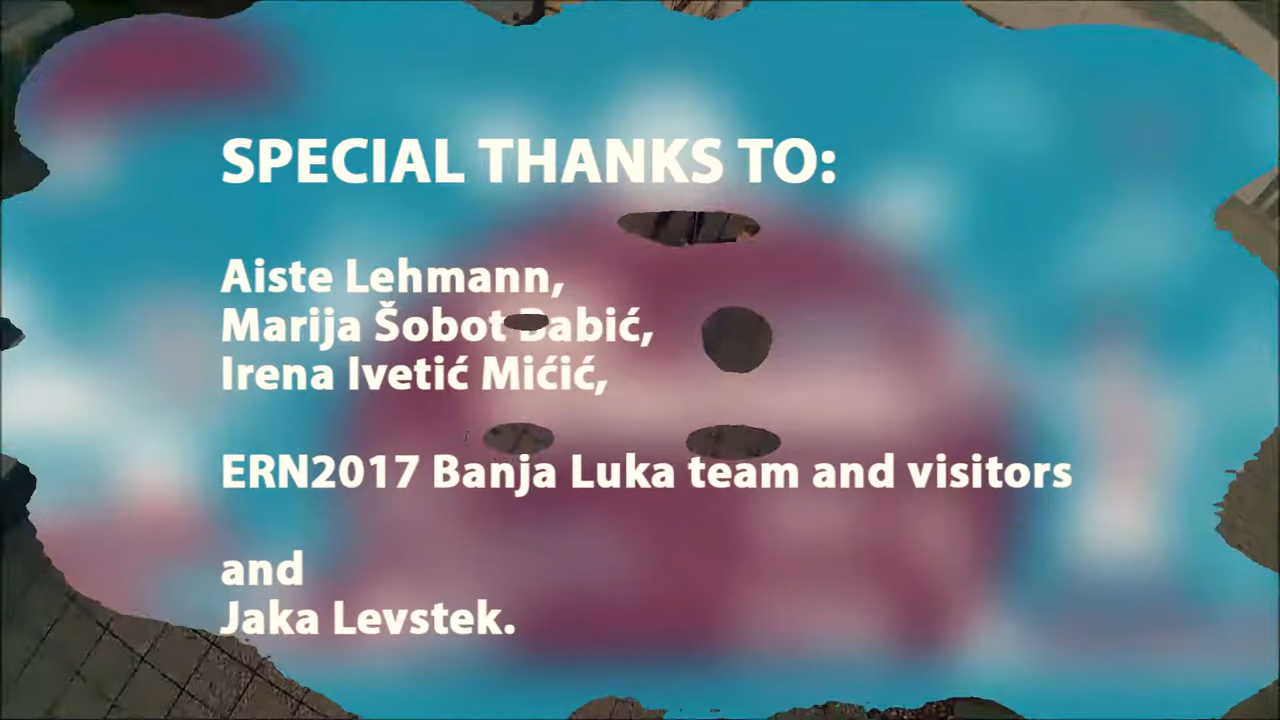 SPECIAL THANKS TO:
Aiste Lehmann,
Marija Šobot Babić,
Irena Ivetić Mićić,
ERN2017 Banja Luka team and visitors
and
Jaka Levstek.